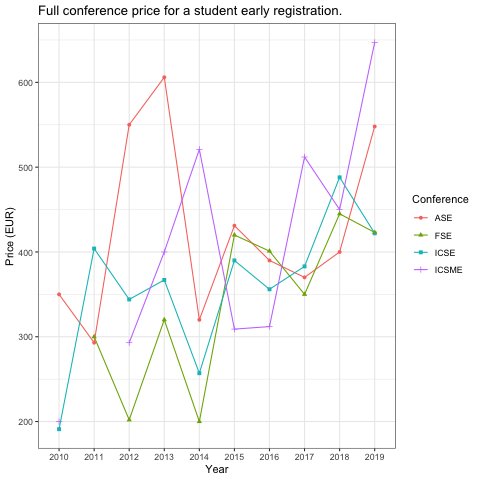 Full conference price for a student early registration.
600
500
400
300
200
Price (EUR)
2010 2011 2012 2013 2014 2015 2016 2017 2018 2019
Year
Conference
ASE
FSE
ICSE
ICSME